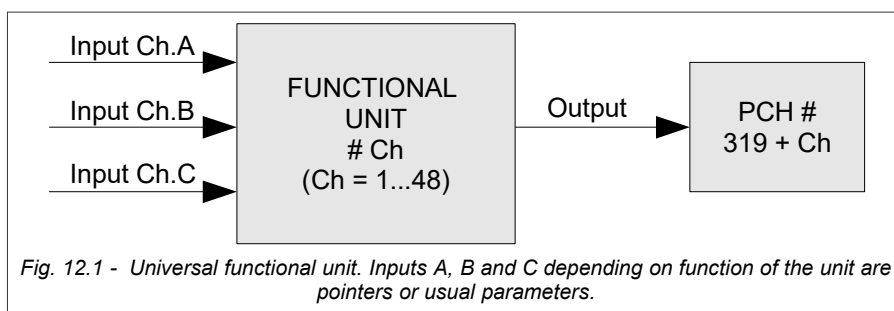 Input Ch.A
Input Ch.B
Input Ch.C
FUNCTIONAL
UNIT
# Ch
(Ch = 1...48)
Output
PCH #
319 + Ch
Fig. 12.1 - Universal functional unit. Inputs A, B and C depending on function of the unit are
pointers or usual parameters.